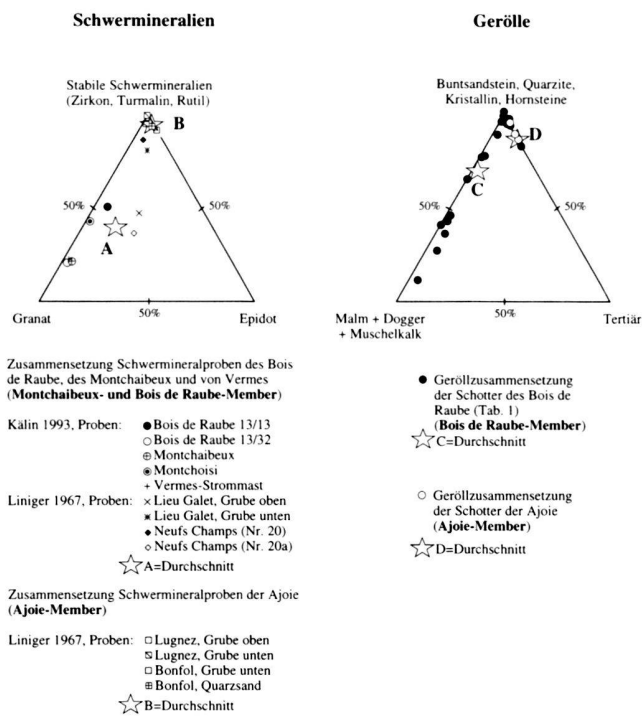 Schwermineralien
Stabile Schwermineralien
(Zirkon, Turmalin, Rutil)
B
50%
50%
A
Granat
50%
Epidot
Zusammensetzung Schwermineralproben des Bois
de Raube, des Montchaibeux und von Vermes
(Montchaibeux- und Bois de Raube-Member)
Kälin 1993, Proben:
Bois de Raube 13/13
Bois de Raube 13/32
Montchaibeux
Montchoisi
Vermes-Strommast
Liniger 1967, Proben:
Lieu Galet, Grube oben
Lieu Galet, Grube unten
Neufs Champs (Nr. 20)
Neufs Champs (Nr. 20a)
A=Durchschnitt
Zusammensetzung Schwermineralproben der Ajoie
(Ajoie-Member)
Liniger 1967, Proben:
Lugnez, Grube oben
Lugnez, Grube unten
Bonfol, Grube unten
Bonfol, Quarzsand
B=Durchschnitt
Gerölle
Buntsandstein, Quarzite,
Kristallin, Hornsteine
D
C
50%
50%
Malm + Dogger
+ Muschelkalk
50%
Tertiär
Geröllzusammensetzung
der Schotter des Bois de
Raube (Tab. 1)
(Bois de Raube-Member)
C=Durchschnitt
Geröllzusammensetzung
der Schotter der Ajoie
(Ajoie-Member)
D=Durchschnitt